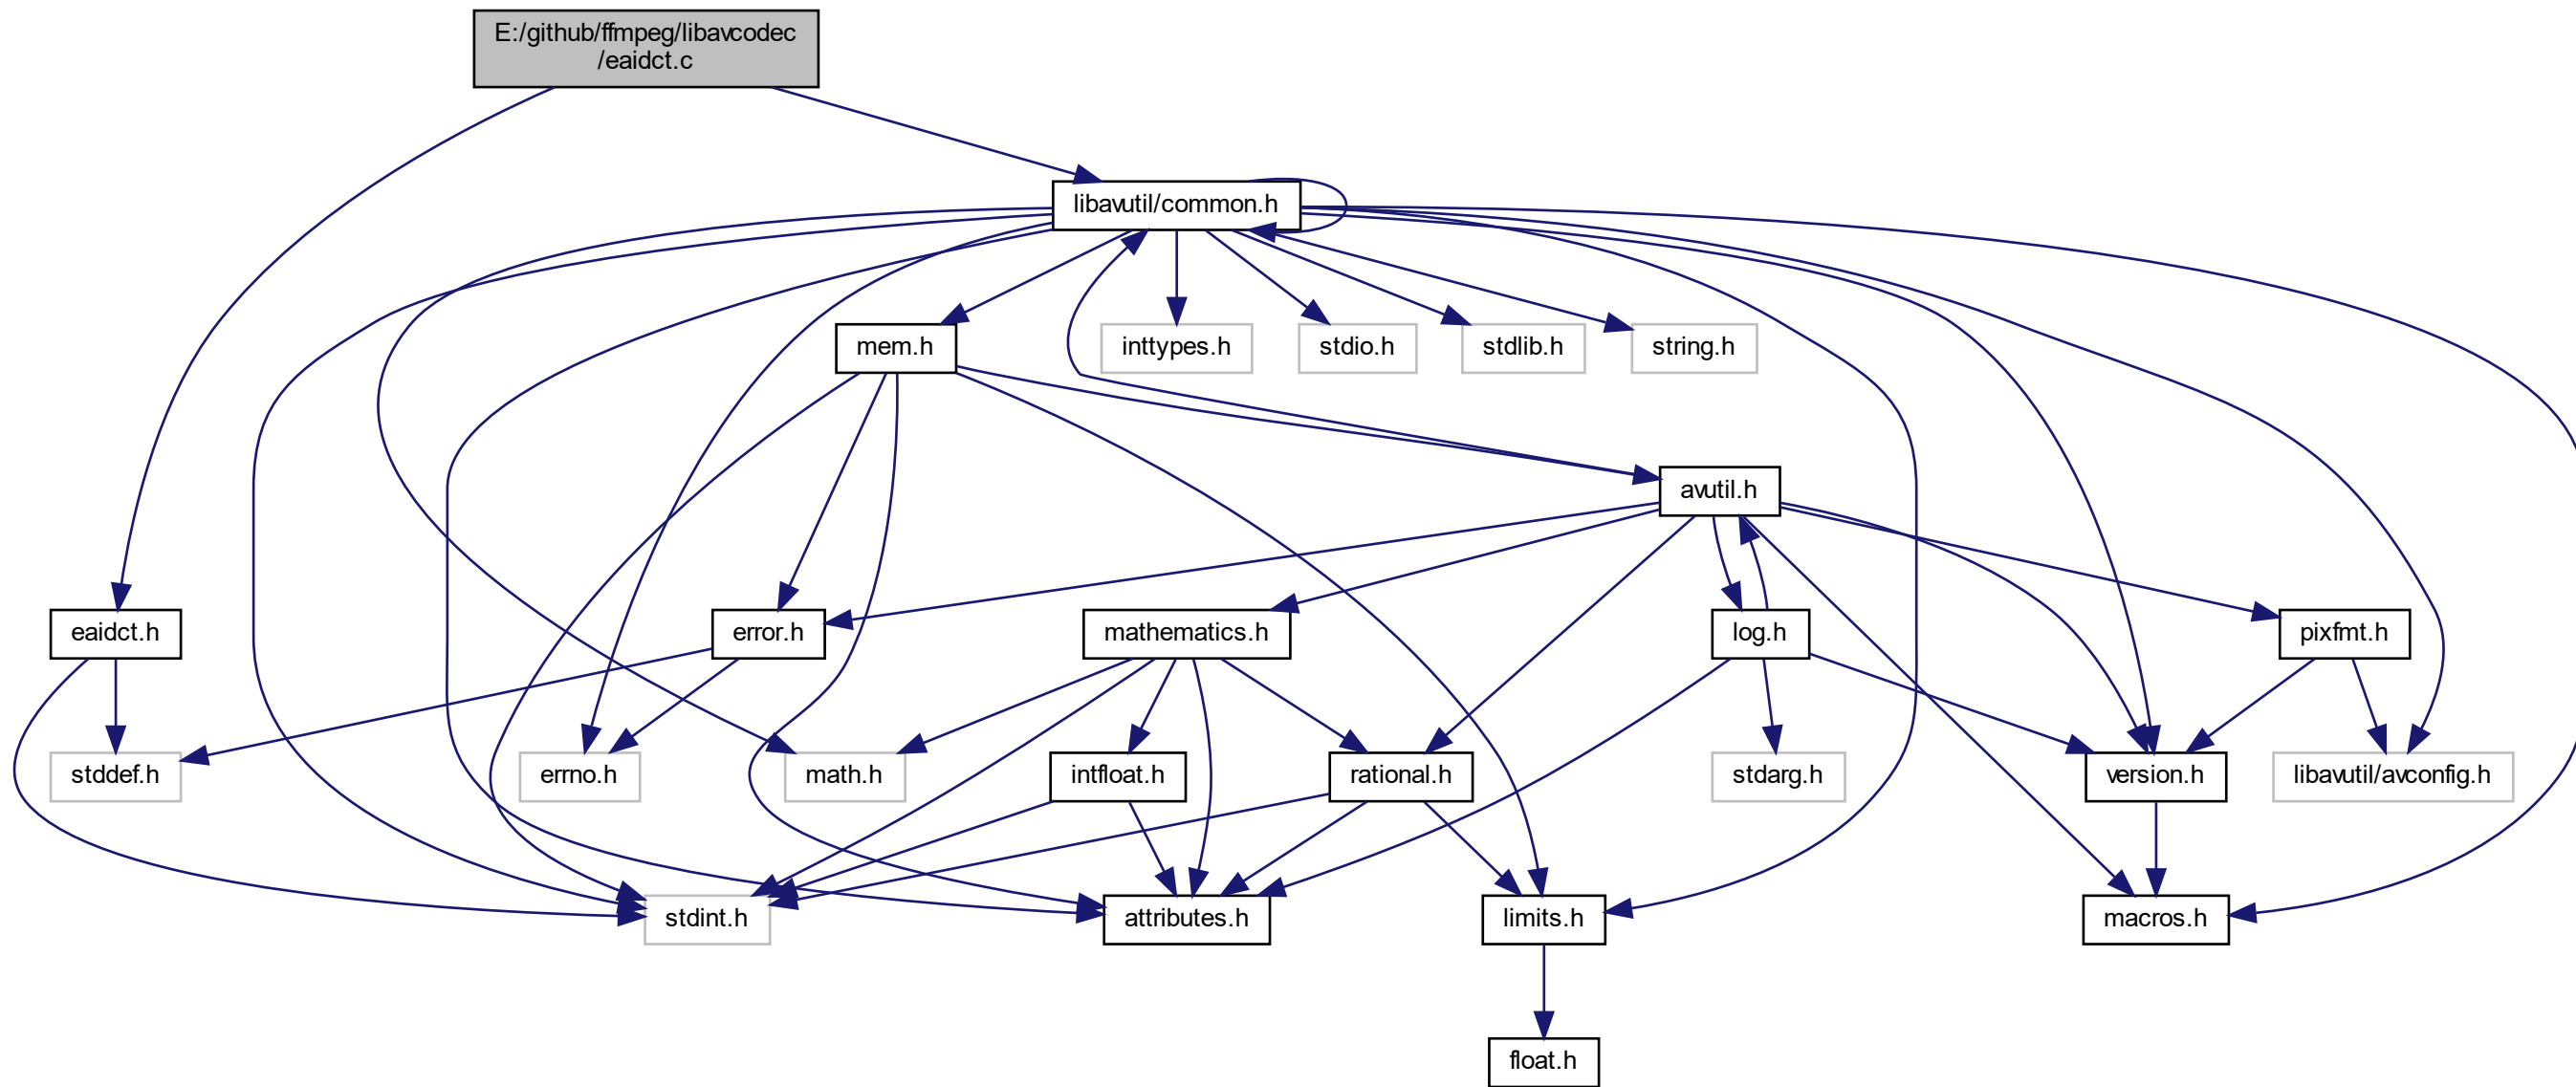 E:/github/ffmpeg/libavcodec
/eaidct.c
libavutil/common.h
mem.h
inttypes.h
stdio.h
stdlib.h
string.h
avutil.h
eaidct.h
error.h
mathematics.h
log.h
pixfmt.h
stddef.h
errno.h
math.h
intfloat.h
rational.h
stdarg.h
version.h
libavutil/avconfig.h
stdint.h
attributes.h
limits.h
macros.h
float.h